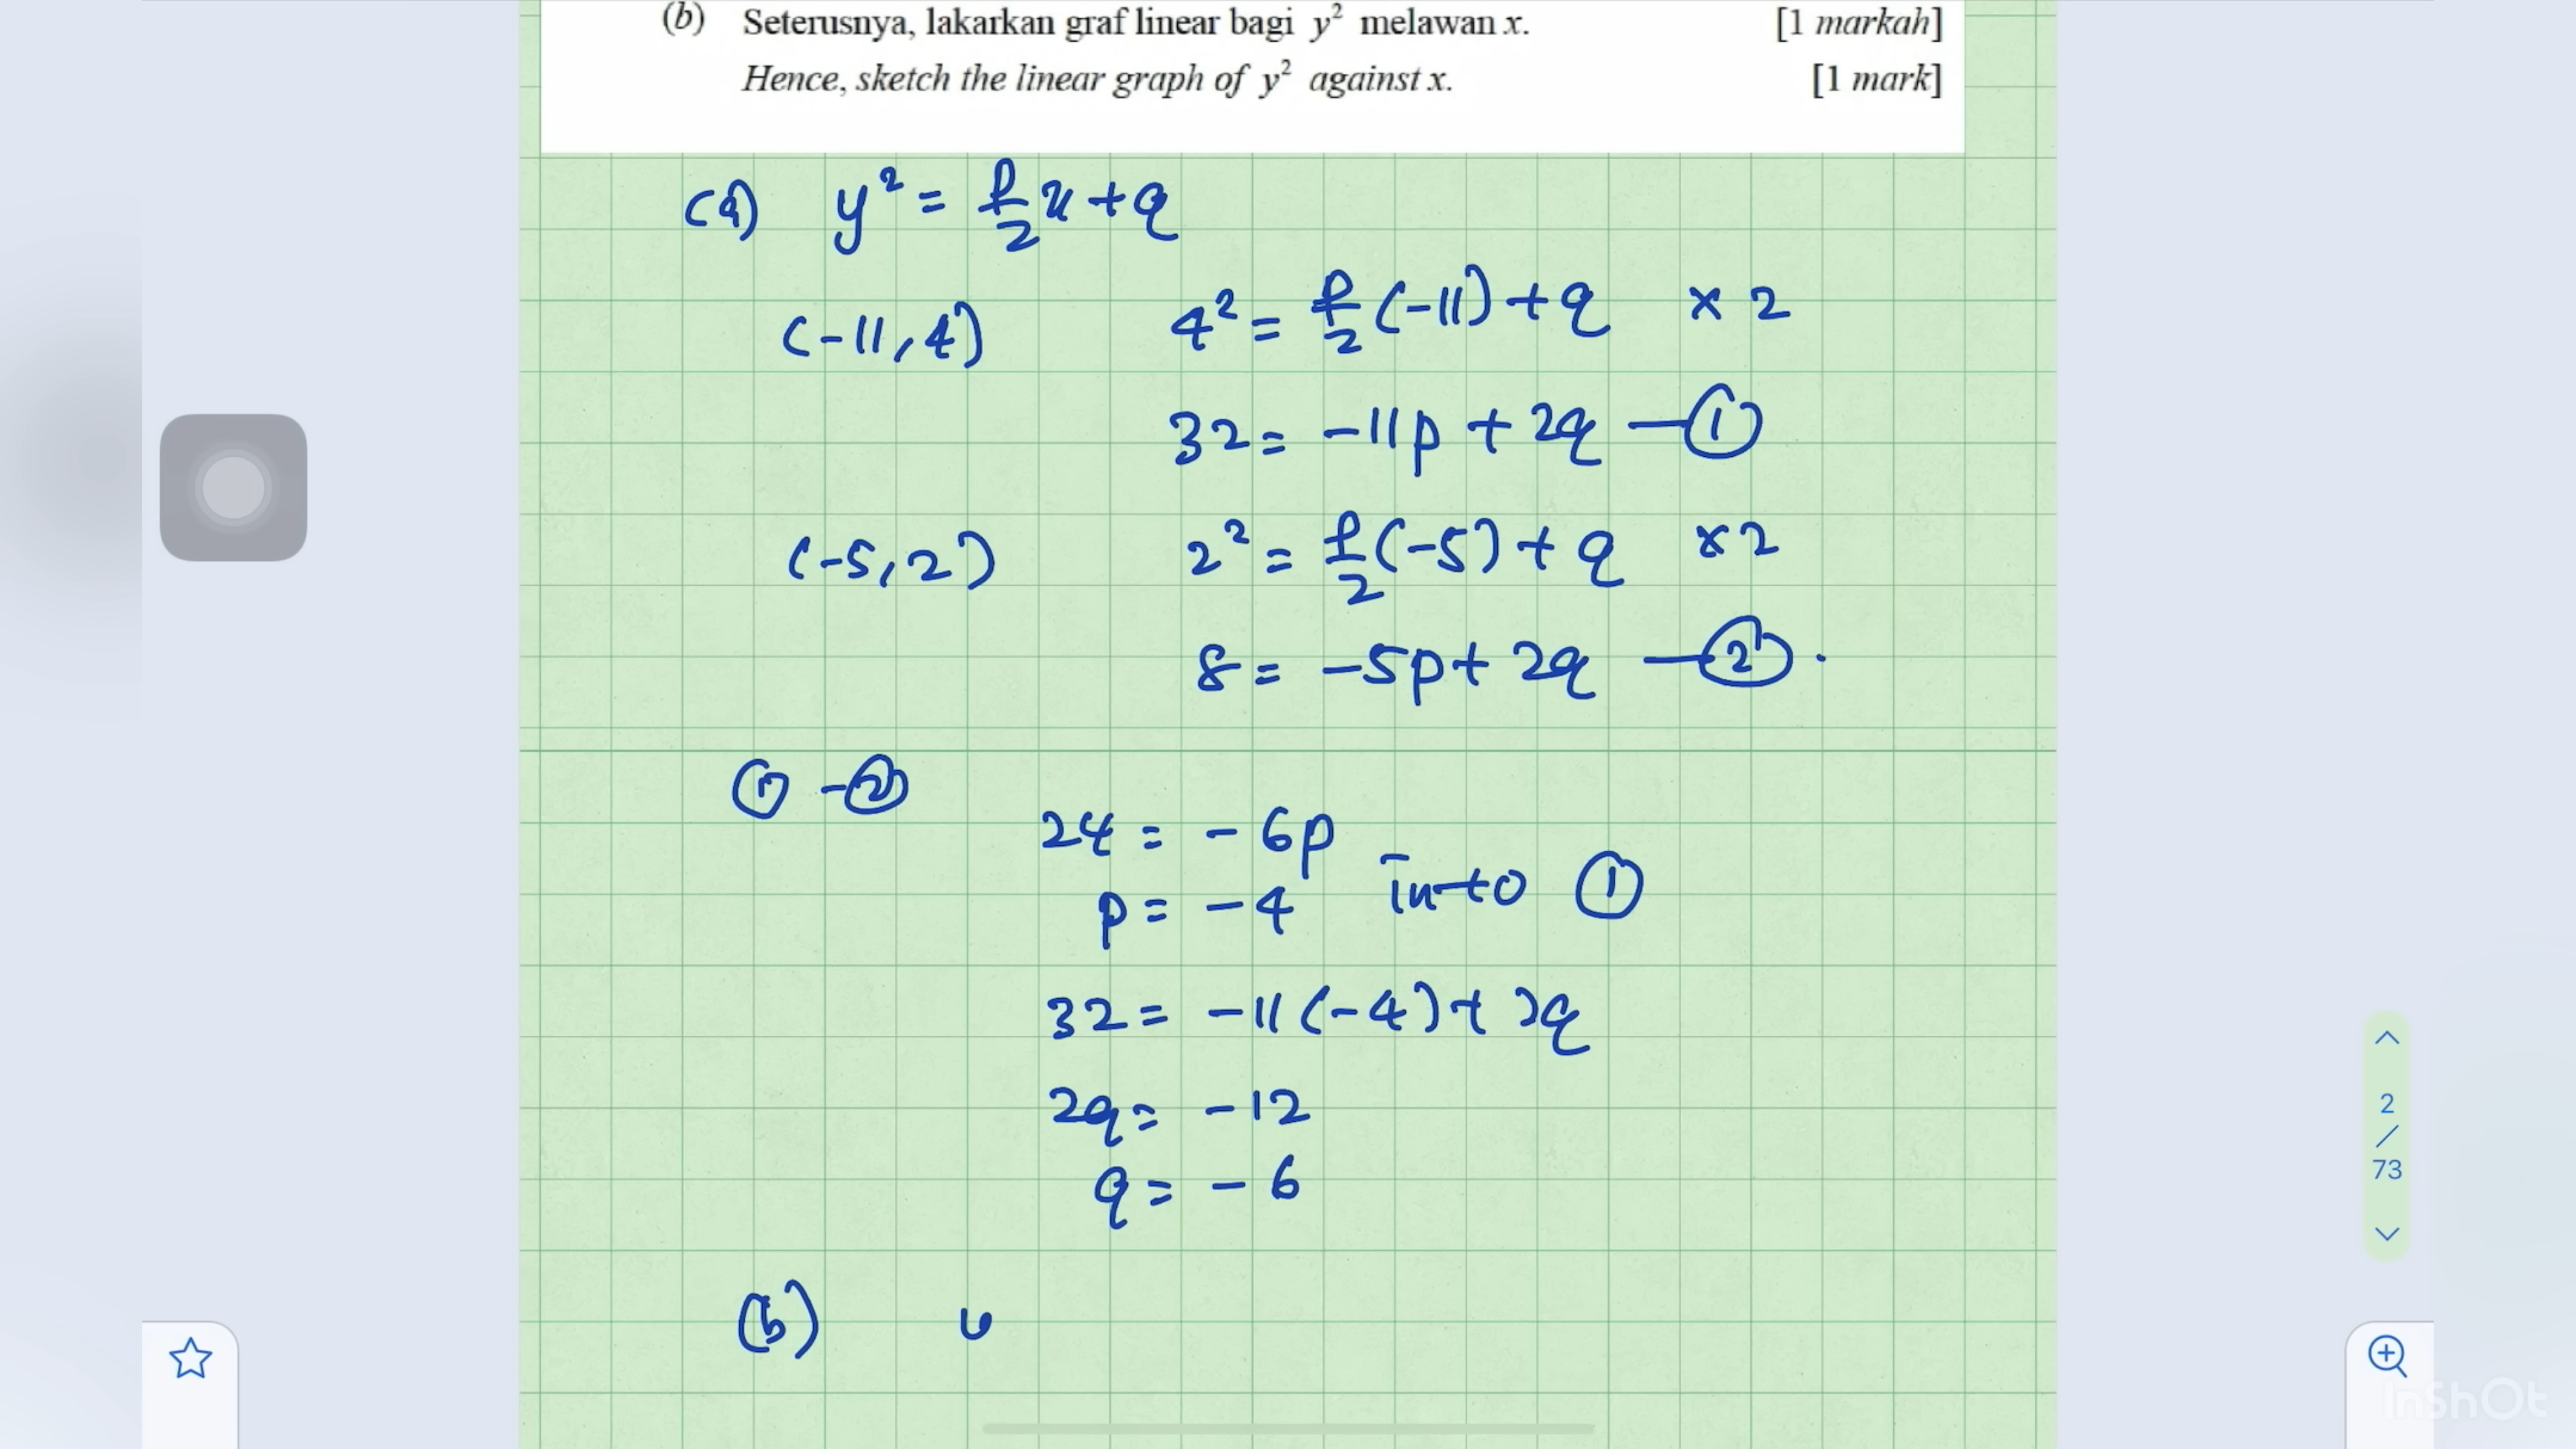 (b) Seterusnya, lakarkan graf linear bagi y² melawan x. [1 markah]
Hence, sketch the linear graph of y² against x. [1 mark]
(a) y² = p/2 x + q
(-11, 4) 4² = p/2 (-11) + q × 2
32 = -11p + 2q — ①
(-5, 2) 2² = p/2 (-5) + q × 2
8 = -5p + 2q — ② .
① - ②
24 = - 6p
p = - 4 into ①
32 = - 11 (- 4) + 2q
2q = - 12
q = - 6
(b)
2
/
73
InShOt